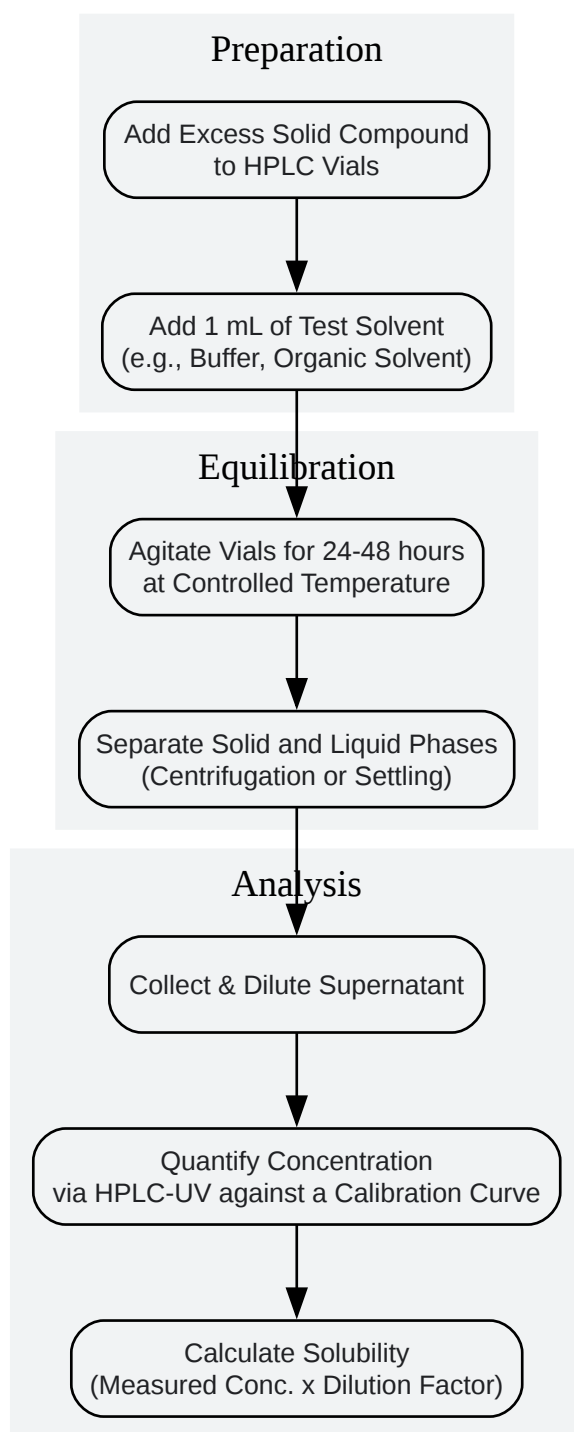 Preparation
Add Excess Solid Compound
to HPLC Vials
Add 1 mL of Test Solvent
(e.g., Buffer, Organic Solvent)
Equilibration
Agitate Vials for 24-48 hours
at Controlled Temperature
Separate Solid and Liquid Phases
(Centrifugation or Settling)
Analysis
Collect & Dilute Supernatant
Quantify Concentration
via HPLC-UV against a Calibration Curve
Calculate Solubility
(Measured Conc. x Dilution Factor)